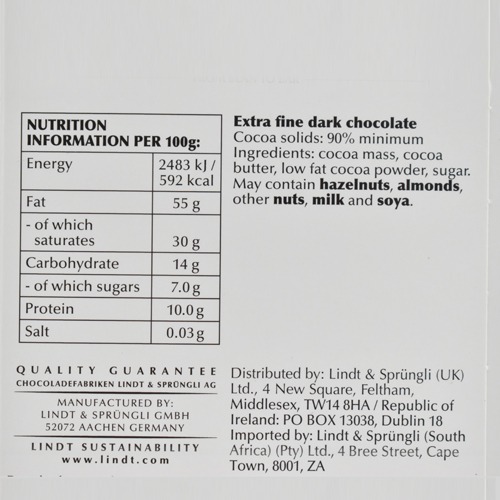 NUTRITION
INFORMATION PER 100g:
Energy 2483 kJ /
592 kcal
Fat 55 g
- of which
saturates 30 g
Carbohydrate 14 g
- of which sugars 7.0 g
Protein 10.0 g
Salt 0.03 g
Extra fine dark chocolate
Cocoa solids: 90% minimum
Ingredients: cocoa mass, cocoa
butter, low fat cocoa powder, sugar.
May contain hazelnuts, almonds,
other nuts, milk and soya.
QUALITY GUARANTEE
CHOCOLADEFABRIKEN LINDT & SPRÜNGLI AG
MANUFACTURED BY:
LINDT & SPRÜNGLI GMBH
52072 AACHEN GERMANY
LINDT SUSTAINABILITY
www.lindt.com
Distributed by: Lindt & Sprüngli (UK)
Ltd., 4 New Square, Feltham,
Middlesex, TW14 8HA / Republic of
Ireland: PO BOX 13038, Dublin 18
Imported by: Lindt & Sprüngli (South
Africa) (Pty) Ltd., 4 Bree Street, Cape
Town, 8001, ZA